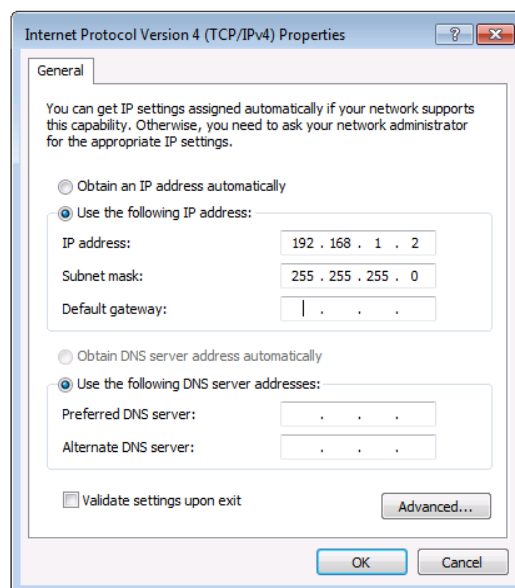 Internet Protocol Version 4 (TCP/IPv4) Properties
General
You can get IP settings assigned automatically if your network supports
this capability. Otherwise, you need to ask your network administrator
for the appropriate IP settings.
Obtain an IP address automatically
Use the following IP address:
IP address: 192 . 168 . 1 . 2
Subnet mask: 255 . 255 . 255 . 0
Default gateway: . . .
Obtain DNS server address automatically
Use the following DNS server addresses:
Preferred DNS server: . . .
Alternate DNS server: . . .
Validate settings upon exit
Advanced...
OK Cancel